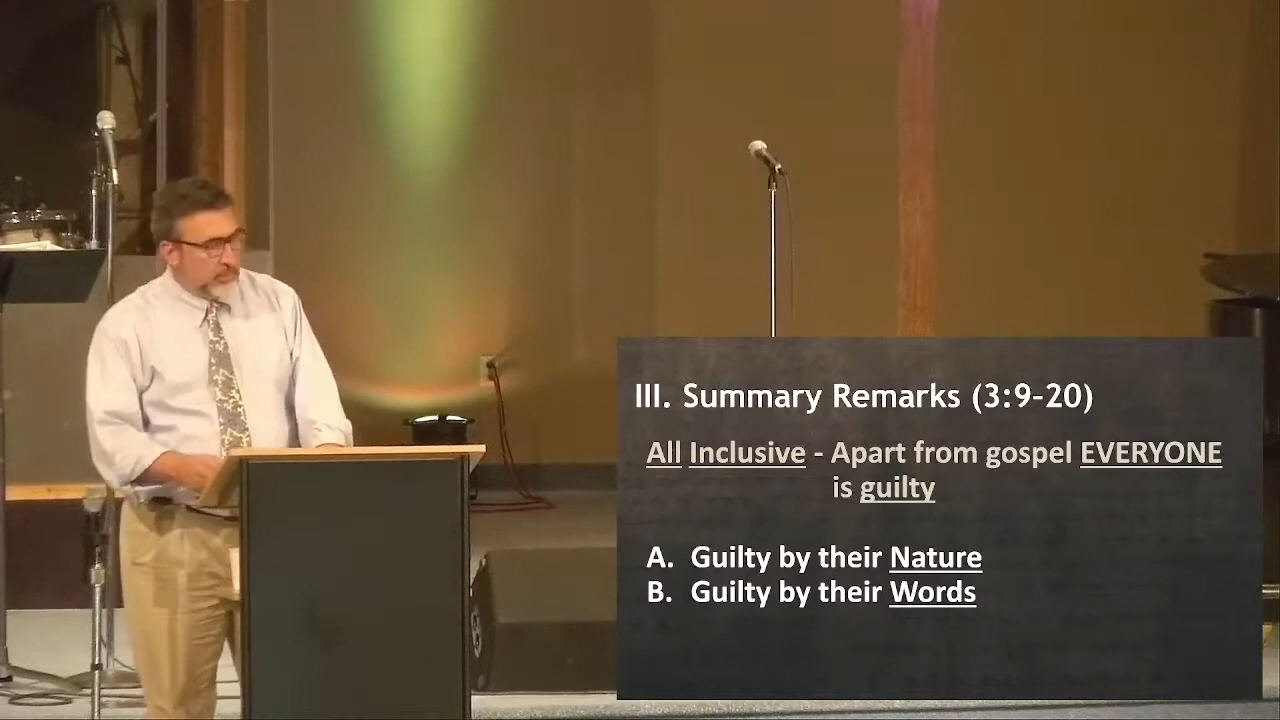 III. Summary Remarks (3:9-20)
All Inclusive - Apart from gospel EVERYONE
is guilty
A. Guilty by their Nature
B. Guilty by their Words